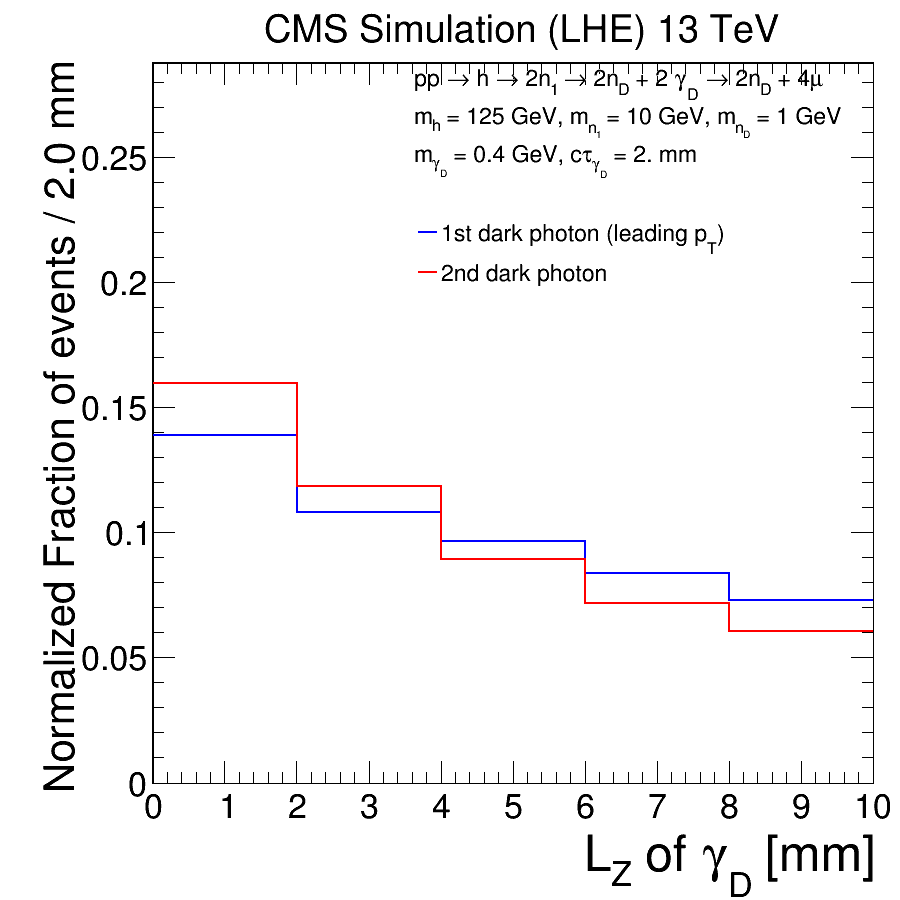 CMS Simulation (LHE) 13 TeV
pp → h → 2n₁ → 2n_D + 2 γ_D → 2n_D + 4μ
m_h = 125 GeV, m_n₁ = 10 GeV, m_n_D = 1 GeV
m_γ_D = 0.4 GeV, cτ_γ_D = 2. mm
1st dark photon (leading p_T)
2nd dark photon
Normalized Fraction of events / 2.0 mm
0.25
0.2
0.15
0.1
0.05
0
0 1 2 3 4 5 6 7 8 9 10
L_Z of γ_D [mm]